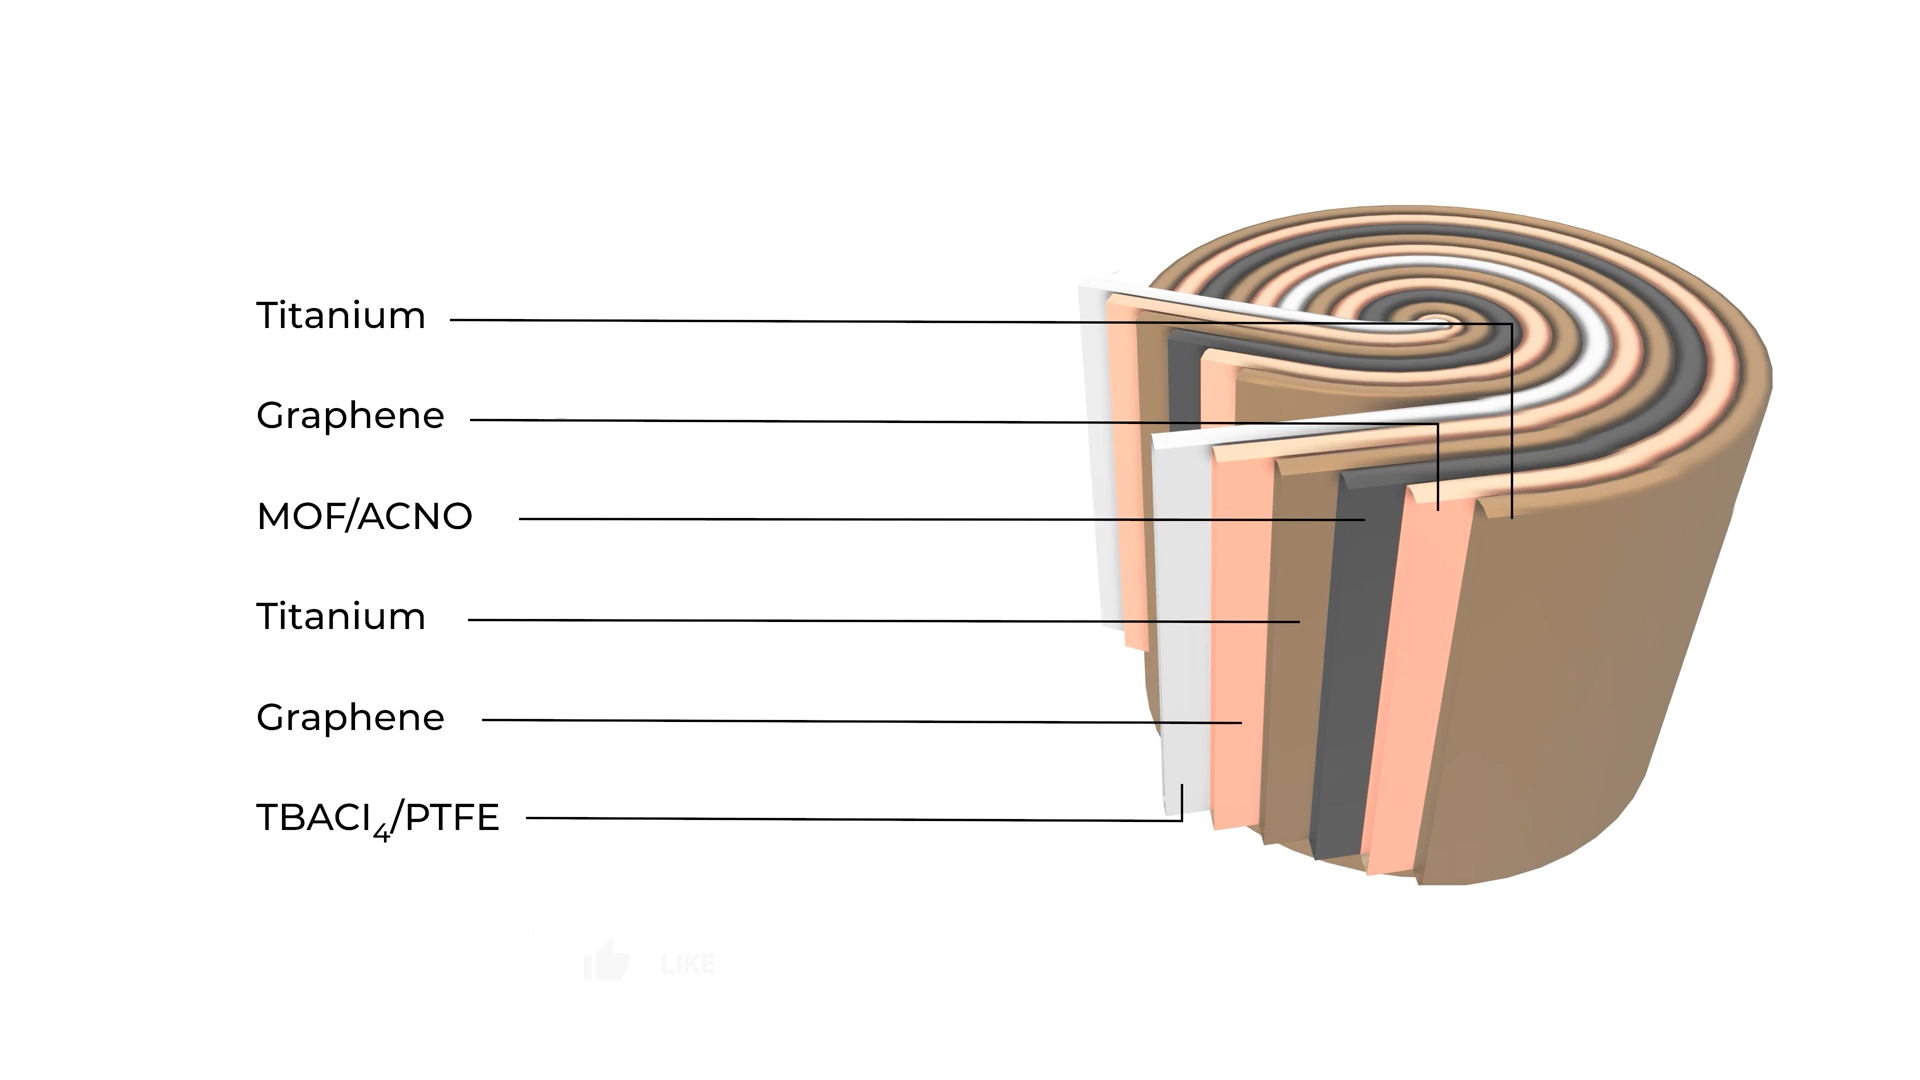 Titanium
Graphene
MOF/ACNO
Titanium
Graphene
TBACI₄/PTFE
LIKE